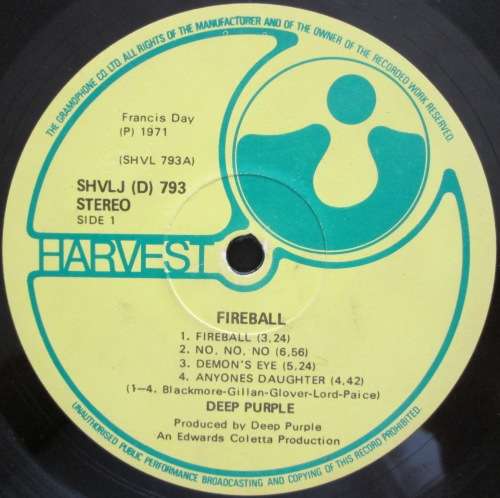 THE GRAMOPHONE CO. LTD. ALL RIGHTS OF THE MANUFACTURER AND OF THE OWNER OF THE RECORDED WORK RESERVED.
Francis Day
(P) 1971
(SHVL 793A)
SHVLJ (D) 793
STEREO
SIDE 1
HARVEST
FIREBALL
1. FIREBALL (3,24)
2. NO, NO, NO (6,56)
3. DEMON'S EYE (5,24)
4. ANYONES DAUGHTER (4,42)
(1—4. Blackmore-Gillan-Glover-Lord-Paice)
DEEP PURPLE
Produced by Deep Purple
An Edwards Coletta Production
UNAUTHORISED PUBLIC PERFORMANCE BROADCASTING AND COPYING OF THIS RECORD PROHIBITED.